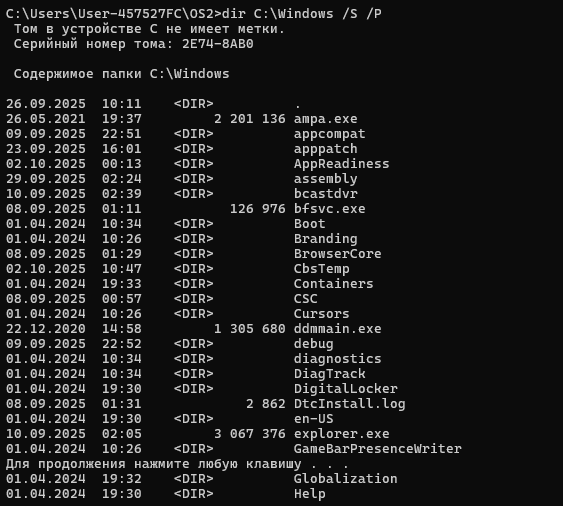 C:\Users\User-457527FC\OS2>dir C:\Windows /S /P
 Том в устройстве C не имеет метки.
 Серийный номер тома: 2E74-8AB0

 Содержимое папки C:\Windows

26.09.2025  10:11    <DIR>          .
26.05.2021  19:37         2 201 136 ampa.exe
09.09.2025  22:51    <DIR>          appcompat
23.09.2025  16:01    <DIR>          apppatch
02.10.2025  00:13    <DIR>          AppReadiness
29.09.2025  02:24    <DIR>          assembly
10.09.2025  02:39    <DIR>          bcastdvr
08.09.2025  01:11           126 976 bfsvc.exe
01.04.2024  10:34    <DIR>          Boot
01.04.2024  10:26    <DIR>          Branding
08.09.2025  01:29    <DIR>          BrowserCore
02.10.2025  10:47    <DIR>          CbsTemp
01.04.2024  19:33    <DIR>          Containers
08.09.2025  00:57    <DIR>          CSC
01.04.2024  10:26    <DIR>          Cursors
22.12.2020  14:58         1 305 680 ddmmain.exe
09.09.2025  22:52    <DIR>          debug
01.04.2024  10:34    <DIR>          diagnostics
01.04.2024  10:34    <DIR>          DiagTrack
01.04.2024  19:30    <DIR>          DigitalLocker
08.09.2025  01:31             2 862 DtcInstall.log
01.04.2024  19:30    <DIR>          en-US
10.09.2025  02:05         3 067 376 explorer.exe
01.04.2024  10:26    <DIR>          GameBarPresenceWriter
Для продолжения нажмите любую клавишу . . .
01.04.2024  19:32    <DIR>          Globalization
01.04.2024  19:30    <DIR>          Help